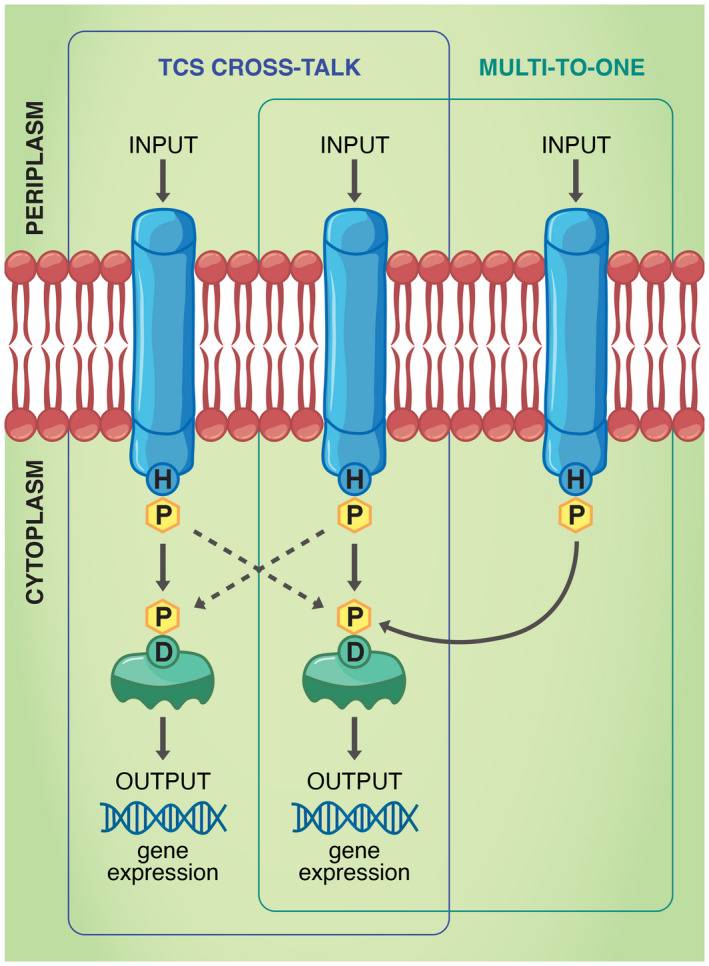 TCS CROSS-TALK
MULTI-TO-ONE
PERIPLASM
INPUT
INPUT
INPUT
CYTOPLASM
H
H
H
P
P
P
P
P
D
D
OUTPUT
OUTPUT
gene
expression
gene
expression